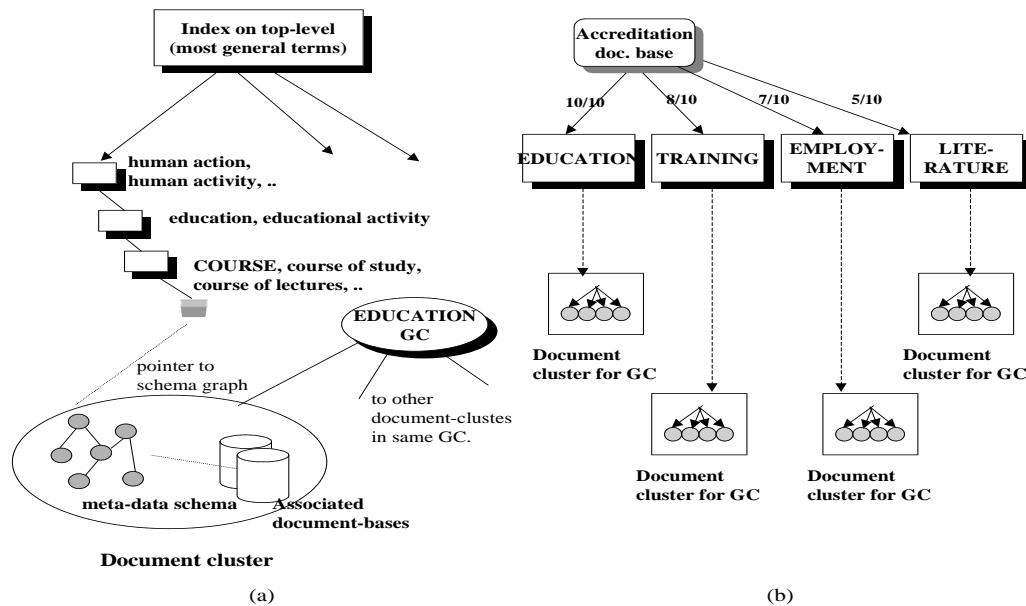 Index on top-level
(most general terms)
human action,
human activity, ..
education, educational activity
COURSE, course of study,
course of lectures, ..
EDUCATION
GC
pointer to
schema graph
to other
document-clustes
in same GC.
meta-data schema
Associated
document-bases
Document cluster
(a)
Accreditation
doc. base
10/10
8/10
7/10
5/10
EDUCATION
TRAINING
EMPLOY-
MENT
LITE-
RATURE
Document
cluster for GC
Document
cluster for GC
Document
cluster for GC
Document
cluster for GC
(b)